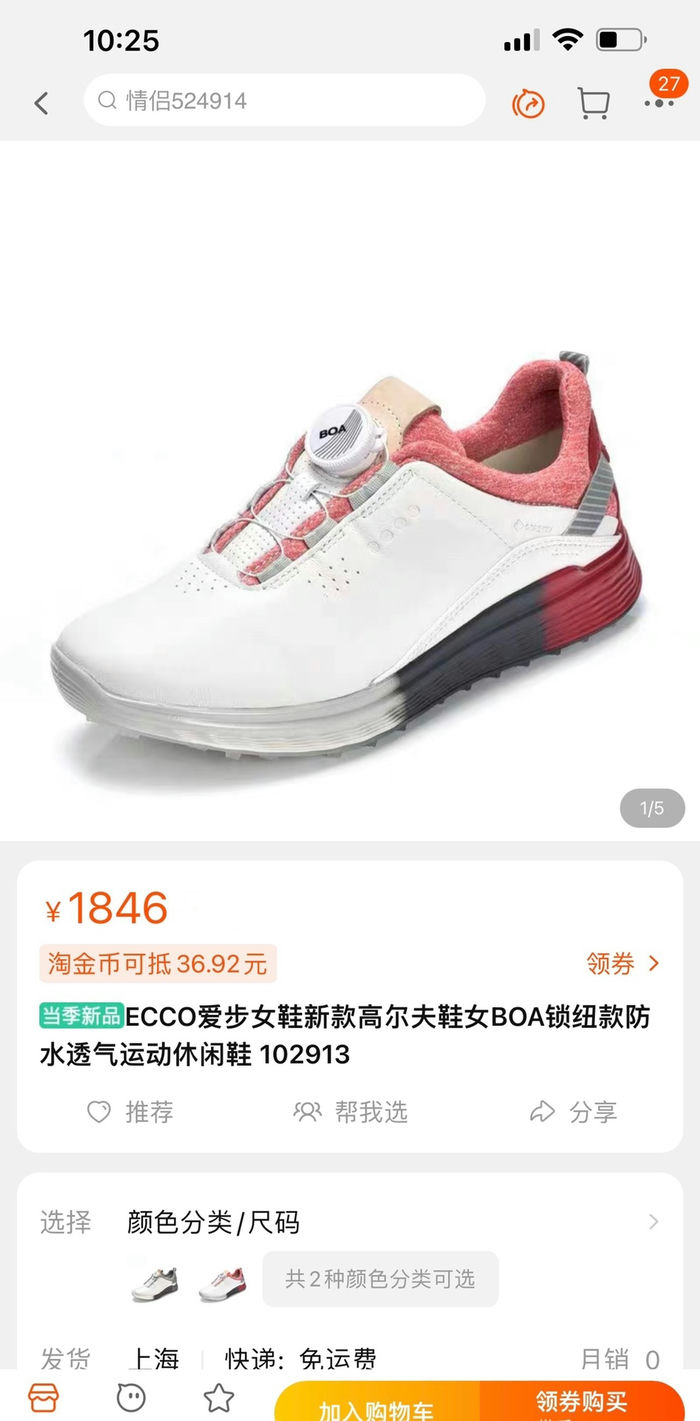 10:25
情侣524914
27
BOA
1/5
¥1846
淘金币可抵36.92元
领券
当季新品ECCO爱步女鞋新款高尔夫鞋女BOA锁纽款防
水透气运动休闲鞋 102913
推荐
帮我选
分享
选择
颜色分类/尺码
共2种颜色分类可选
发货
上海
快递: 免运费
月销 0
加入购物车
领券购买